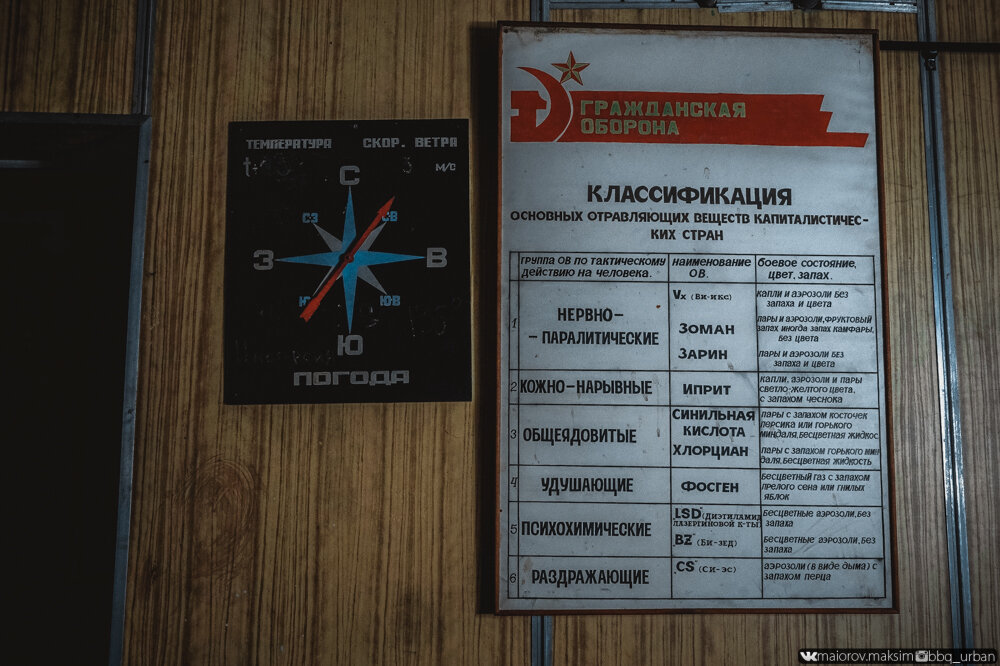 ТЕМПЕРАТУРА СКОР. ВЕТРА
t- 3 М/С
С
СЗ СВ
З В
Ю ЮВ
Ю
ПОГОДА
ГРАЖДАНСКАЯ
ОБОРОНА
КЛАССИФИКАЦИЯ
ОСНОВНЫХ ОТРАВЛЯЮЩИХ ВЕЩЕСТВ КАПИТАЛИСТИЧЕС-
КИХ СТРАН
ГРУППА ОВ ПО ТАКТИЧЕСКОМУ
ДЕЙСТВИЮ НА ЧЕЛОВЕКА.
НАИМЕНОВАНИЕ
ОВ.
БОЕВОЕ СОСТОЯНИЕ,
ЦВЕТ, ЗАПАХ.
1
НЕРВНО-
-ПАРАЛИТИЧЕСКИЕ
Vx (ВИ-ИКС)
КАПЛИ И АЭРОЗОЛИ БЕЗ
ЗАПАХА И ЦВЕТА
ЗОМАН
ПАРЫ И АЭРОЗОЛИ, ФРУКТОВЫЙ
ЗАПАХ ИНОГДА ЗАПАХ КАМФАРЫ,
БЕЗ ЦВЕТА
ЗАРИН
ПАРЫ И АЭРОЗОЛИ БЕЗ
ЗАПАХА И ЦВЕТА
2 КОЖНО-НАРЫВНЫЕ
ИПРИТ
КАПЛИ, АЭРОЗОЛИ И ПАРЫ
СВЕТЛО-ЖЕЛТОГО ЦВЕТА,
С ЗАПАХОМ ЧЕСНОКА
3 ОБЩЕЯДОВИТЫЕ
СИНИЛЬНАЯ
КИСЛОТА
ПАРЫ С ЗАПАХОМ КОСТОЧЕК
ПЕРСИКА ИЛИ ГОРЬКОГО
МИНДАЛЯ, БЕСЦВЕТНАЯ ЖИДКОС
ХЛОРЦИАН
ПАРЫ С ЗАПАХОМ ГОРЬКОГО МИН
ДАЛЯ, БЕСЦВЕТНАЯ ЖИДКОСТЬ
4 УДУШАЮЩИЕ
ФОСГЕН
БЕСЦВЕТНЫЙ ГАЗ С ЗАПАХОМ
ПРЕЛОГО СЕНА ИЛИ ГНИЛЫХ
ЯБЛОК
5 ПСИХОХИМИЧЕСКИЕ
LSD" (ДИЭТИЛАМИД
ЛАЗЕРГИНОВОЙ К-ТЫ)
БЕСЦВЕТНЫЕ АЭРОЗОЛИ, БЕЗ
ЗАПАХА
BZ" (БИ-ЗЕД)
БЕСЦВЕТНЫЕ АЭРОЗОЛИ, БЕЗ
ЗАПАХА
6 РАЗДРАЖАЮЩИЕ
CS" (СИ-ЭС)
АЭРОЗОЛИ (В ВИДЕ ДЫМА) С
ЗАПАХОМ ПЕРЦА
maiorov.maksim bbq_urban